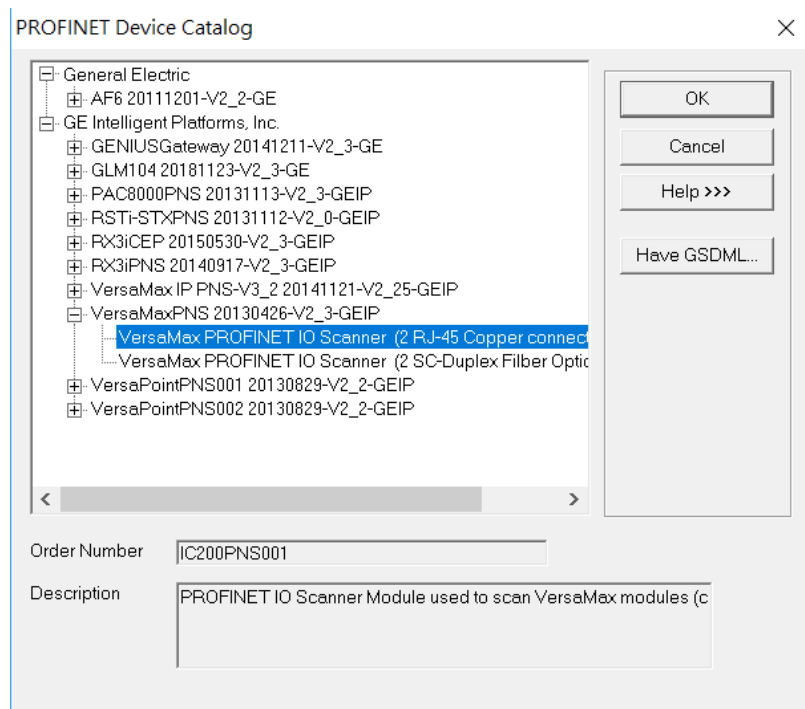 PROFINET Device Catalog
General Electric
AF6 20111201-V2_2-GE
GE Intelligent Platforms, Inc.
GENIUSGateway 20141211-V2_3-GE
GLM104 20181123-V2_3-GE
PAC8000PNS 20131113-V2_3-GEIP
RSTi-STXPNS 20131112-V2_0-GEIP
RX3iCEP 20150530-V2_3-GEIP
RX3iPNS 20140917-V2_3-GEIP
VersaMax IP PNS-V3_2 20141121-V2_25-GEIP
VersaMaxPNS 20130426-V2_3-GEIP
VersaMax PROFINET IO Scanner (2 RJ-45 Copper connect
VersaMax PROFINET IO Scanner (2 SC-Duplex Filber Optic
VersaPointPNS001 20130829-V2_2-GEIP
VersaPointPNS002 20130829-V2_2-GEIP
OK
Cancel
Help >>>
Have GSDML...
Order Number IC200PNS001
Description PROFINET IO Scanner Module used to scan VersaMax modules (c